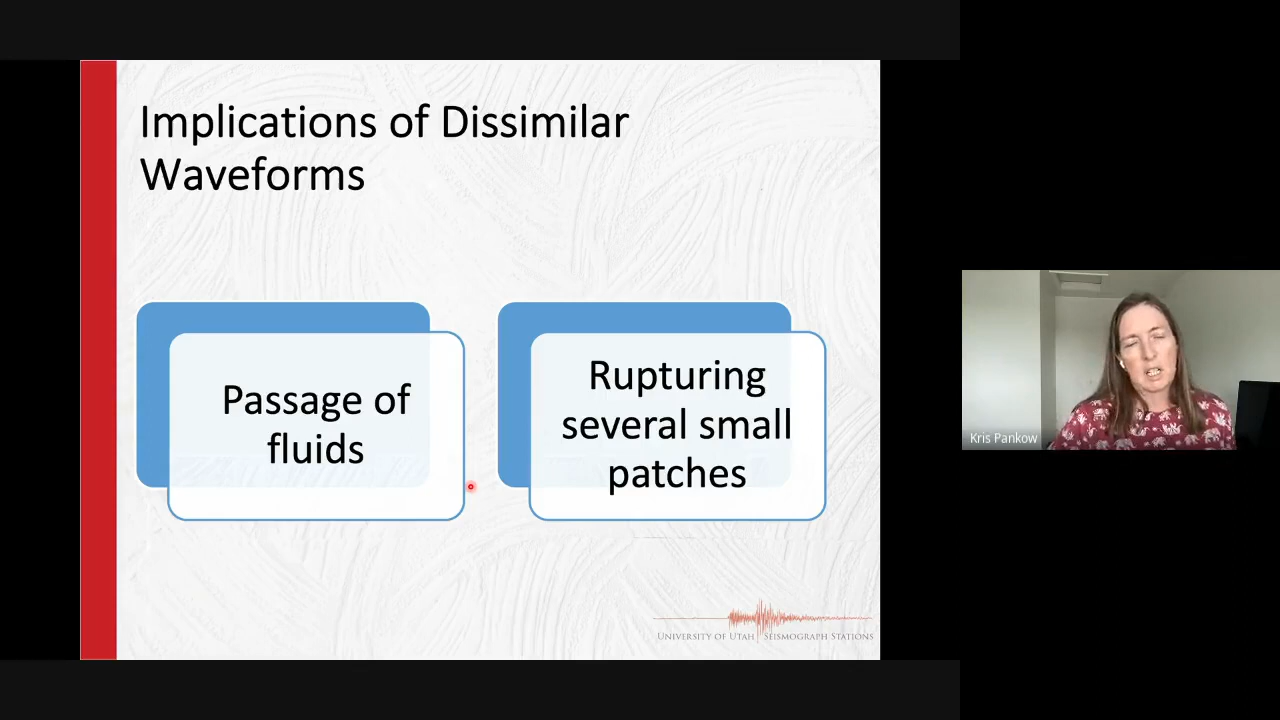 Implications of Dissimilar
Waveforms
Passage of
fluids
Rupturing
several small
patches
University of Utah Seismograph Stations
Kris Pankow